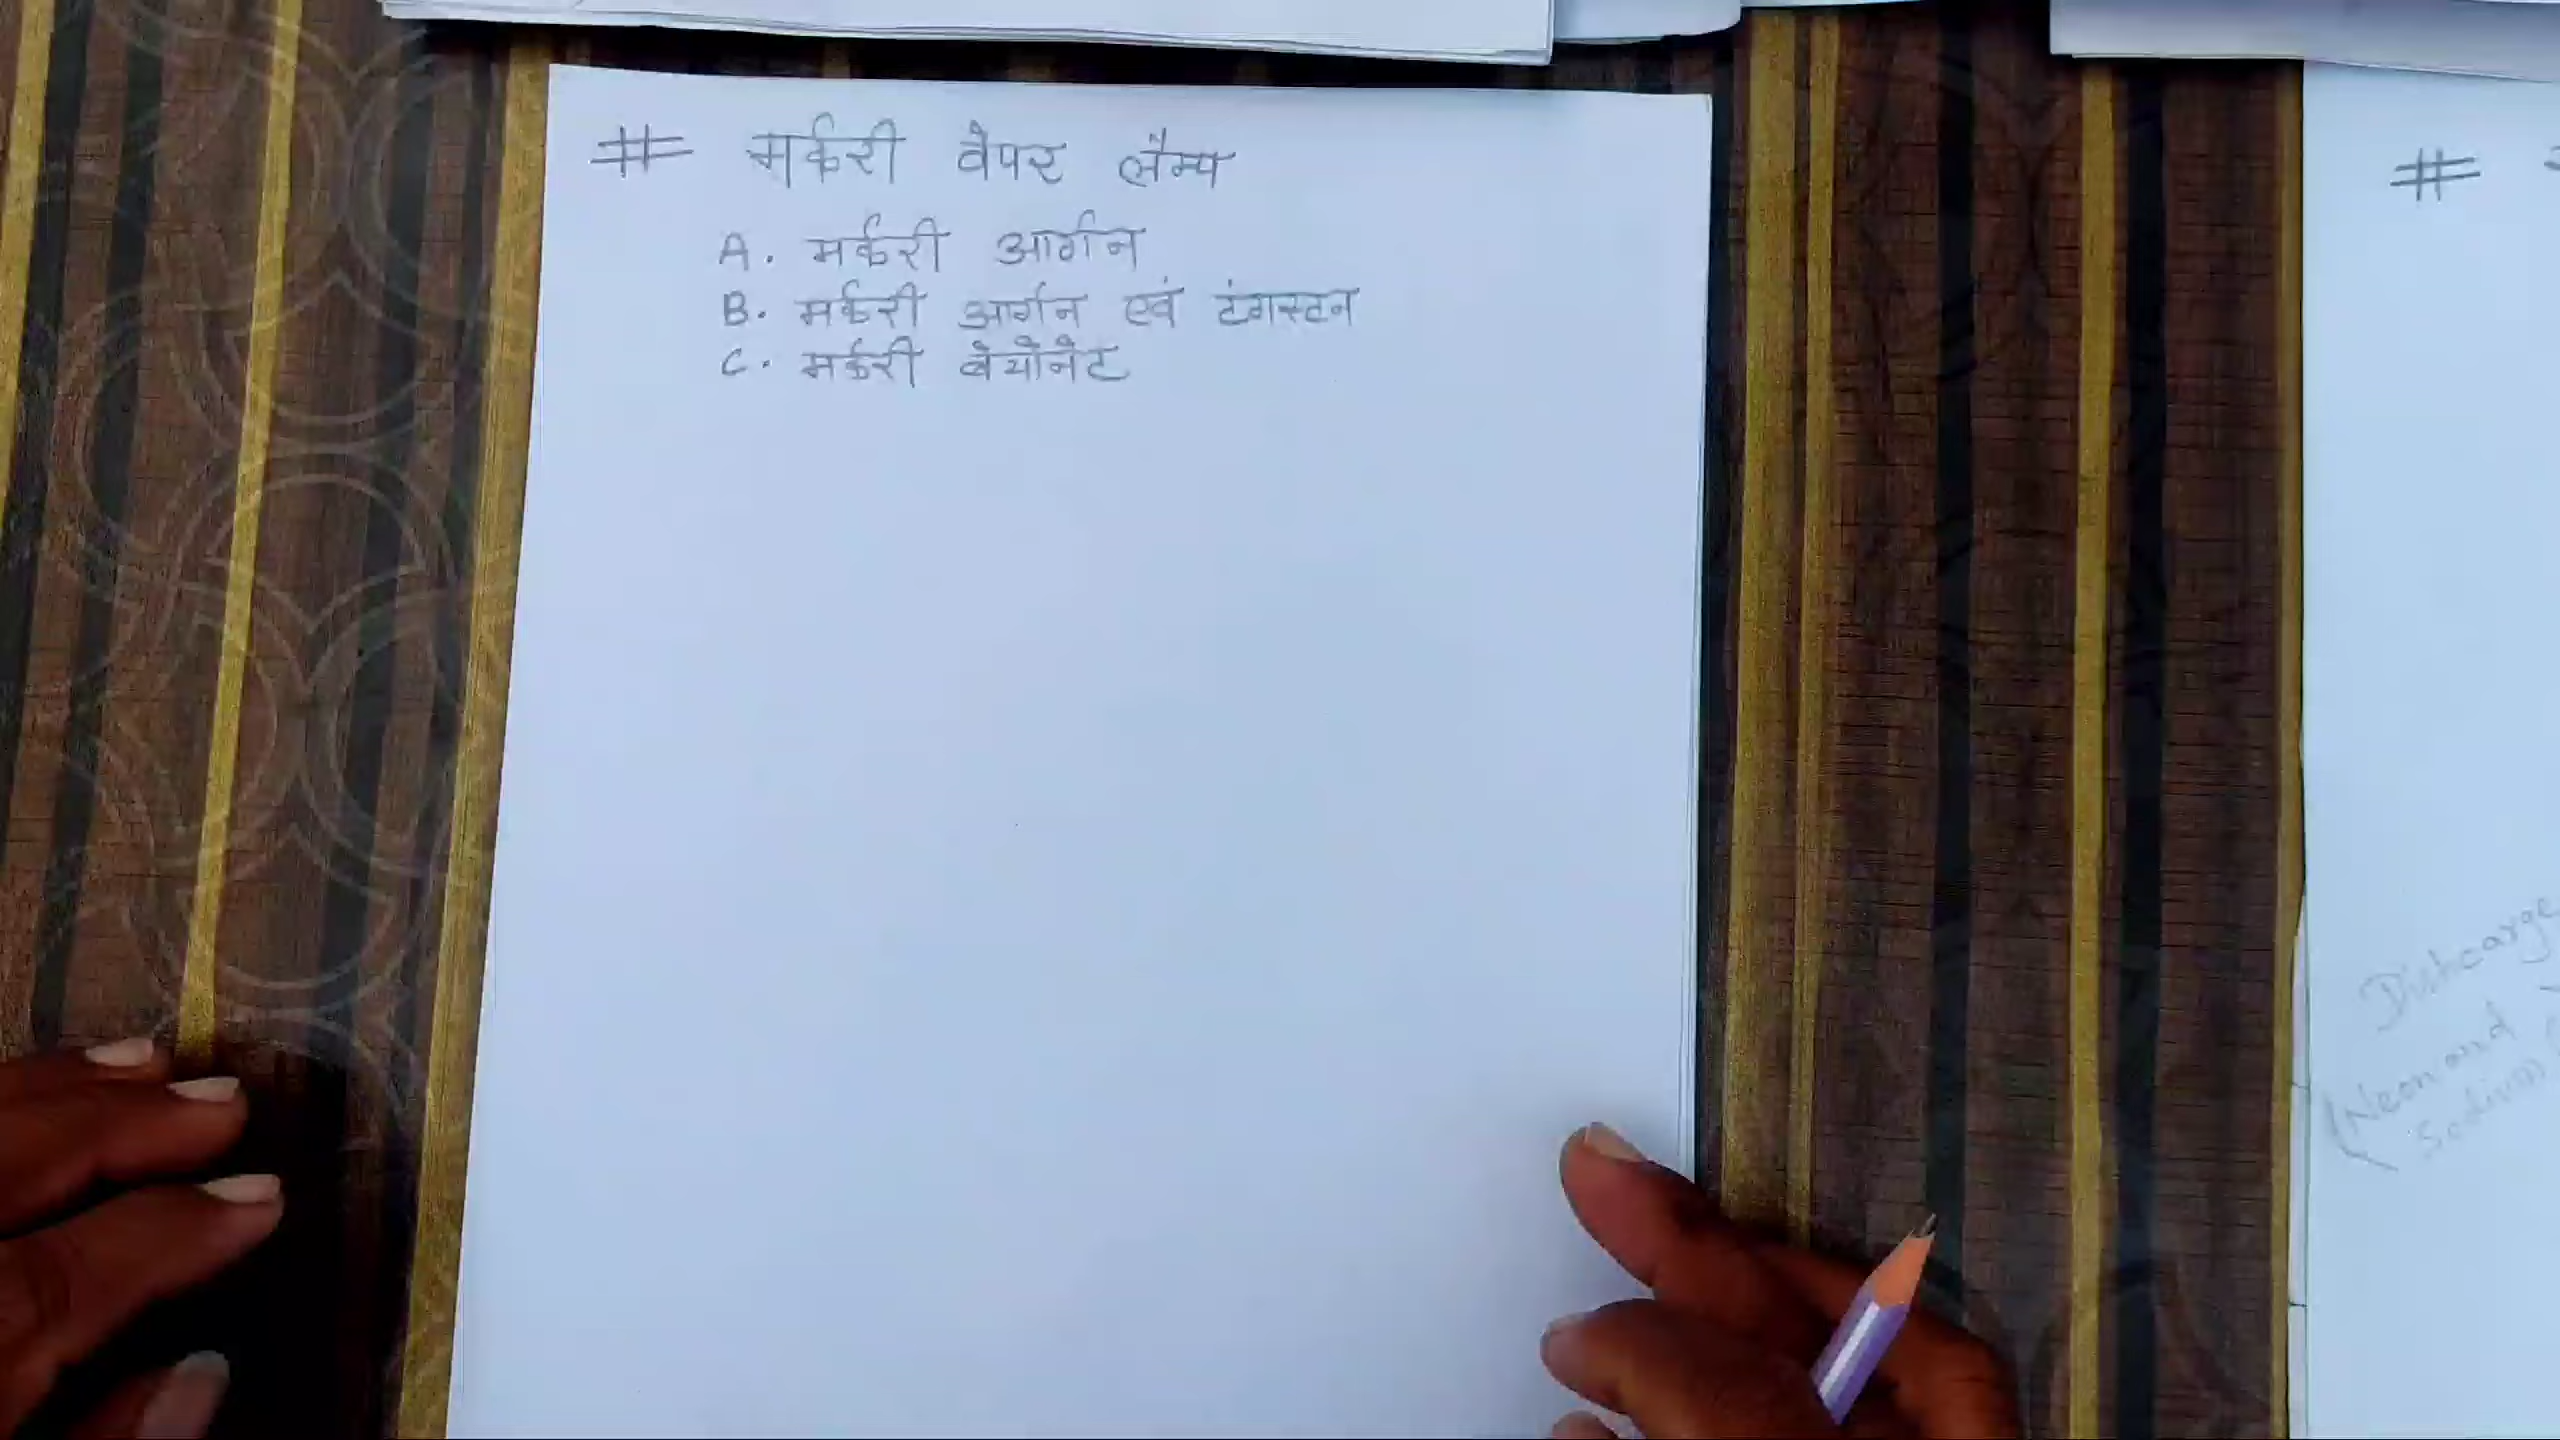 # मर्करी वेपर लैम्प
A. मर्करी आर्गन
B. मर्करी आर्गन एवं टंगस्टन
C. मर्करी बेयोनेट
#
Dishcarge
(Neon and
Sodium